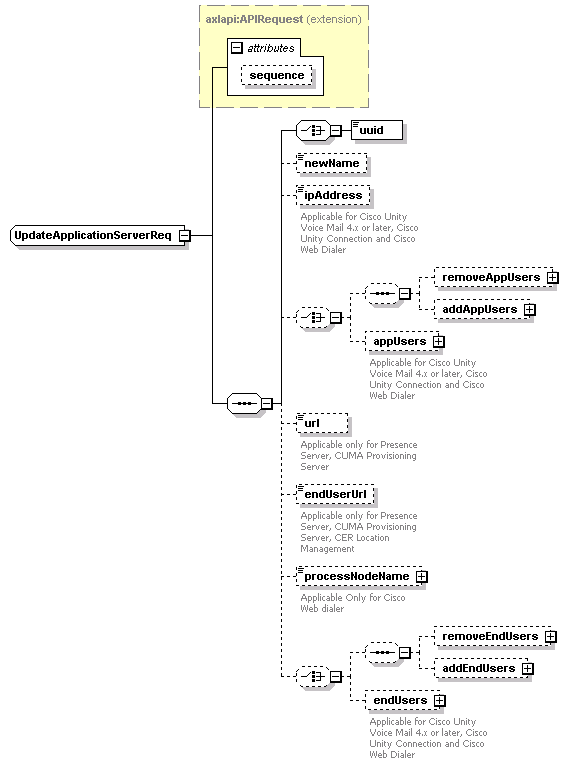 axlapi:APIRequest (extension)
attributes
sequence
uuid
newName
ipAddress
Applicable for Cisco Unity
Voice Mail 4.x or later, Cisco
Unity Connection and Cisco
Web Dialer
UpdateApplicationServerReq
removeAppUsers
addAppUsers
appUsers
Applicable for Cisco Unity
Voice Mail 4.x or later, Cisco
Unity Connection and Cisco
Web Dialer
url
Applicable only for Presence
Server, CUMA Provisioning
Server
endUserUrl
Applicable only for Presence
Server, CUMA Provisioning
Server, CER Location
Management
processNodeName
Applicable Only for Cisco
Web dialer
removeEndUsers
addEndUsers
endUsers
Applicable for Cisco Unity
Voice Mail 4.x or later, Cisco
Unity Connection and Cisco
Web Dialer